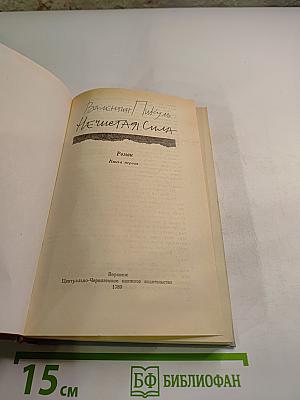 Валентин Пикуль
Нечистая Сила
Роман
Книга первая
Воронеж
Центрально-Черноземное книжное издательство
1989
15 см
БФ БИБЛИОФАН